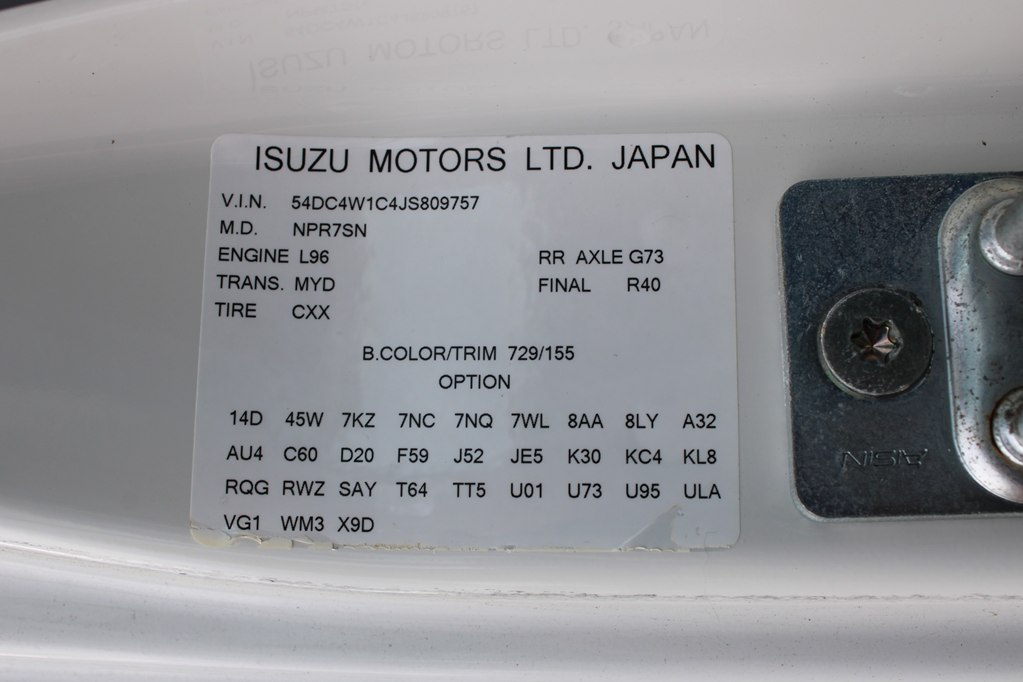 ISUZU MOTORS LTD. JAPAN
V.I.N. 54DC4W1C4JS809757
M.D. NPR7SN
ENGINE L96 RR AXLE G73
TRANS. MYD FINAL R40
TIRE CXX
B.COLOR/TRIM 729/155
OPTION
14D 45W 7KZ 7NC 7NQ 7WL 8AA 8LY A32
AU4 C60 D20 F59 J52 JE5 K30 KC4 KL8
RQG RWZ SAY T64 TT5 U01 U73 U95 ULA
VG1 WM3 X9D
AISIN